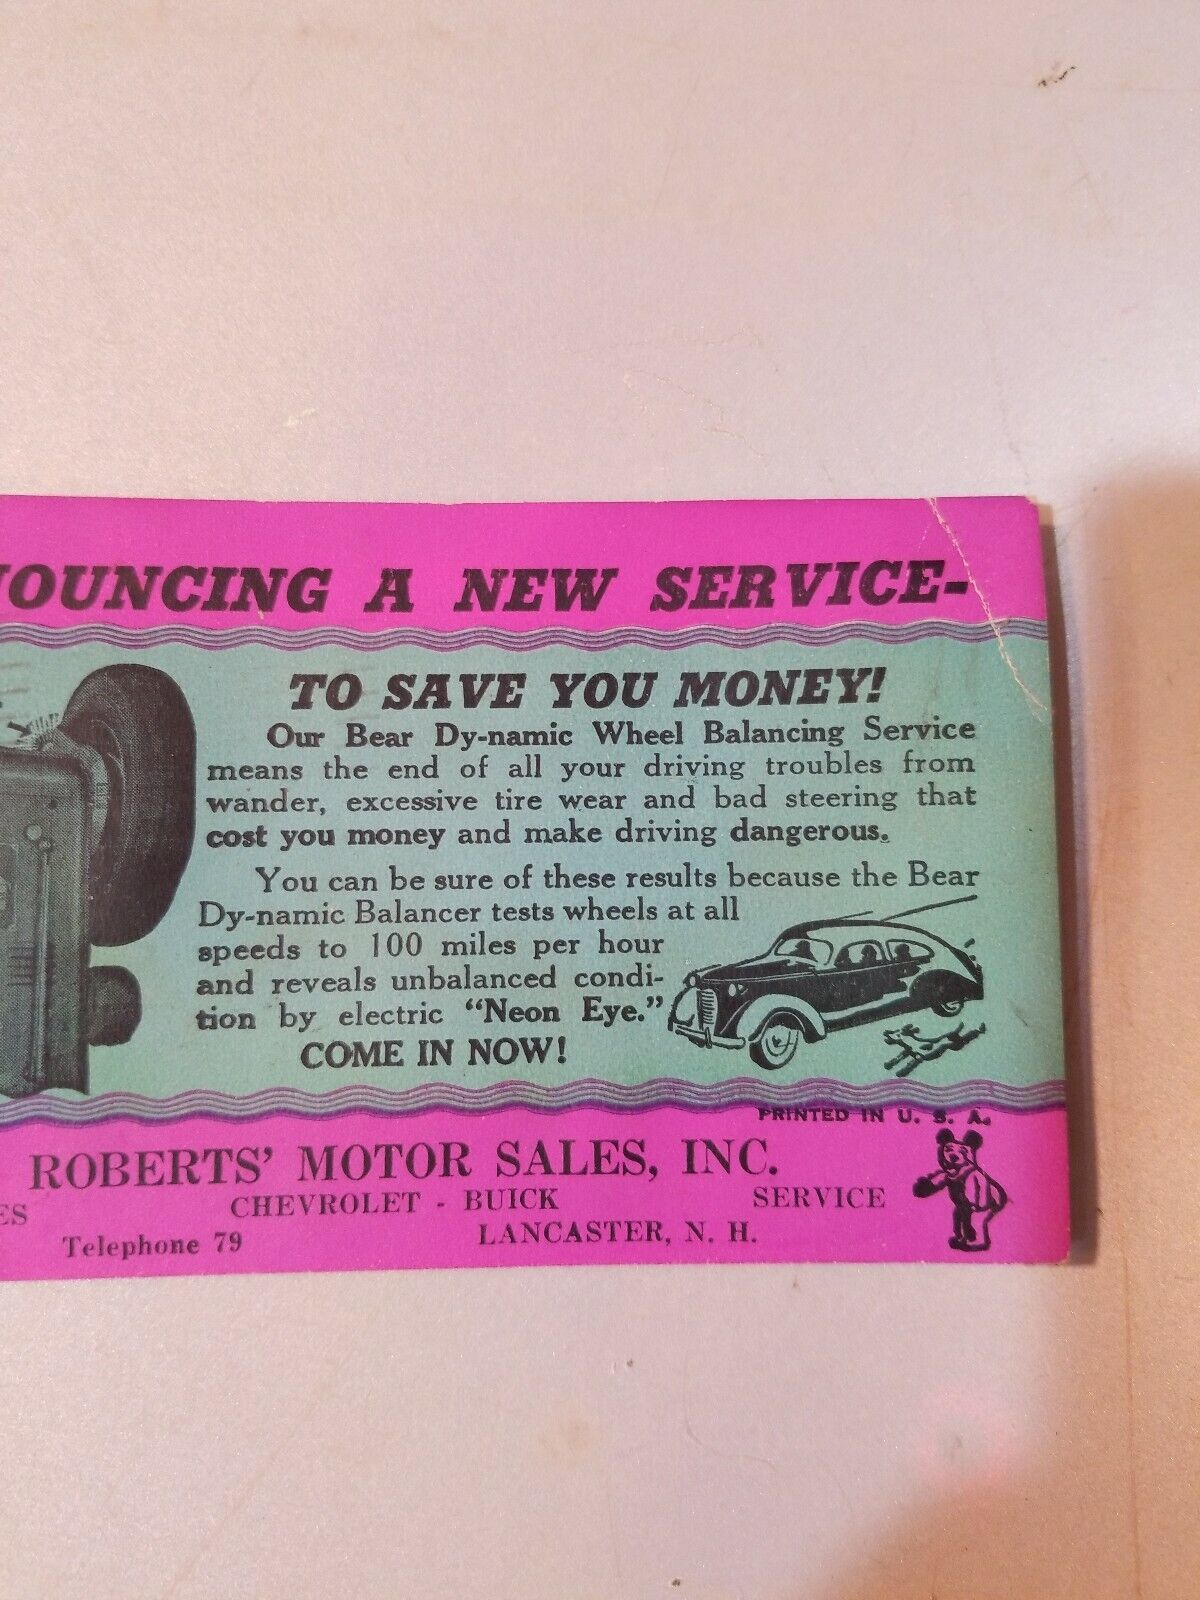 NOUNCING A NEW SERVICE-
TO SAVE YOU MONEY!
Our Bear Dy-namic Wheel Balancing Service
means the end of all your driving troubles from
wander, excessive tire wear and bad steering that
cost you money and make driving dangerous.
You can be sure of these results because the Bear
Dy-namic Balancer tests wheels at all
speeds to 100 miles per hour
and reveals unbalanced condi-
tion by electric "Neon Eye."
COME IN NOW!
PRINTED IN U. S. A.
ROBERTS' MOTOR SALES, INC.
ES CHEVROLET - BUICK SERVICE
Telephone 79 LANCASTER, N. H.